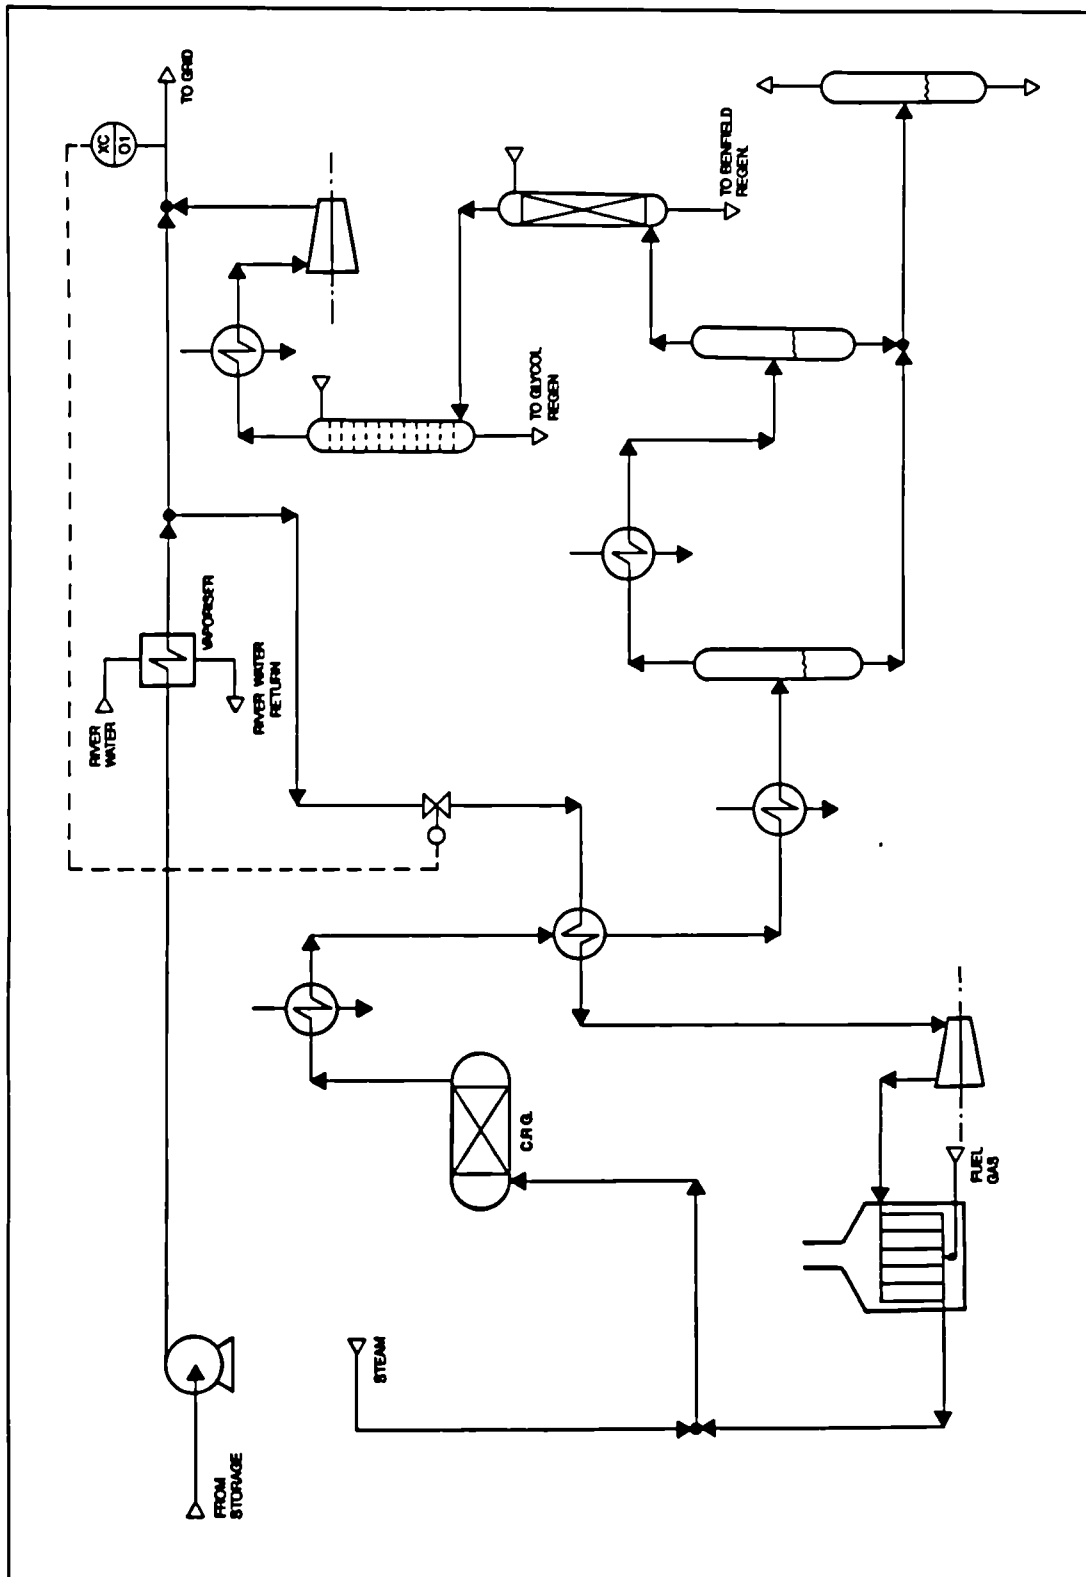 FROM
STORAGE
STEAM
RIVER
WATER
VAPORISER
RIVER WATER
RETURN
XC
01
TO GRID
C.R.G.
TO GLYCOL
REGEN
TO BENFIELD
REGEN.
FUEL
GAS